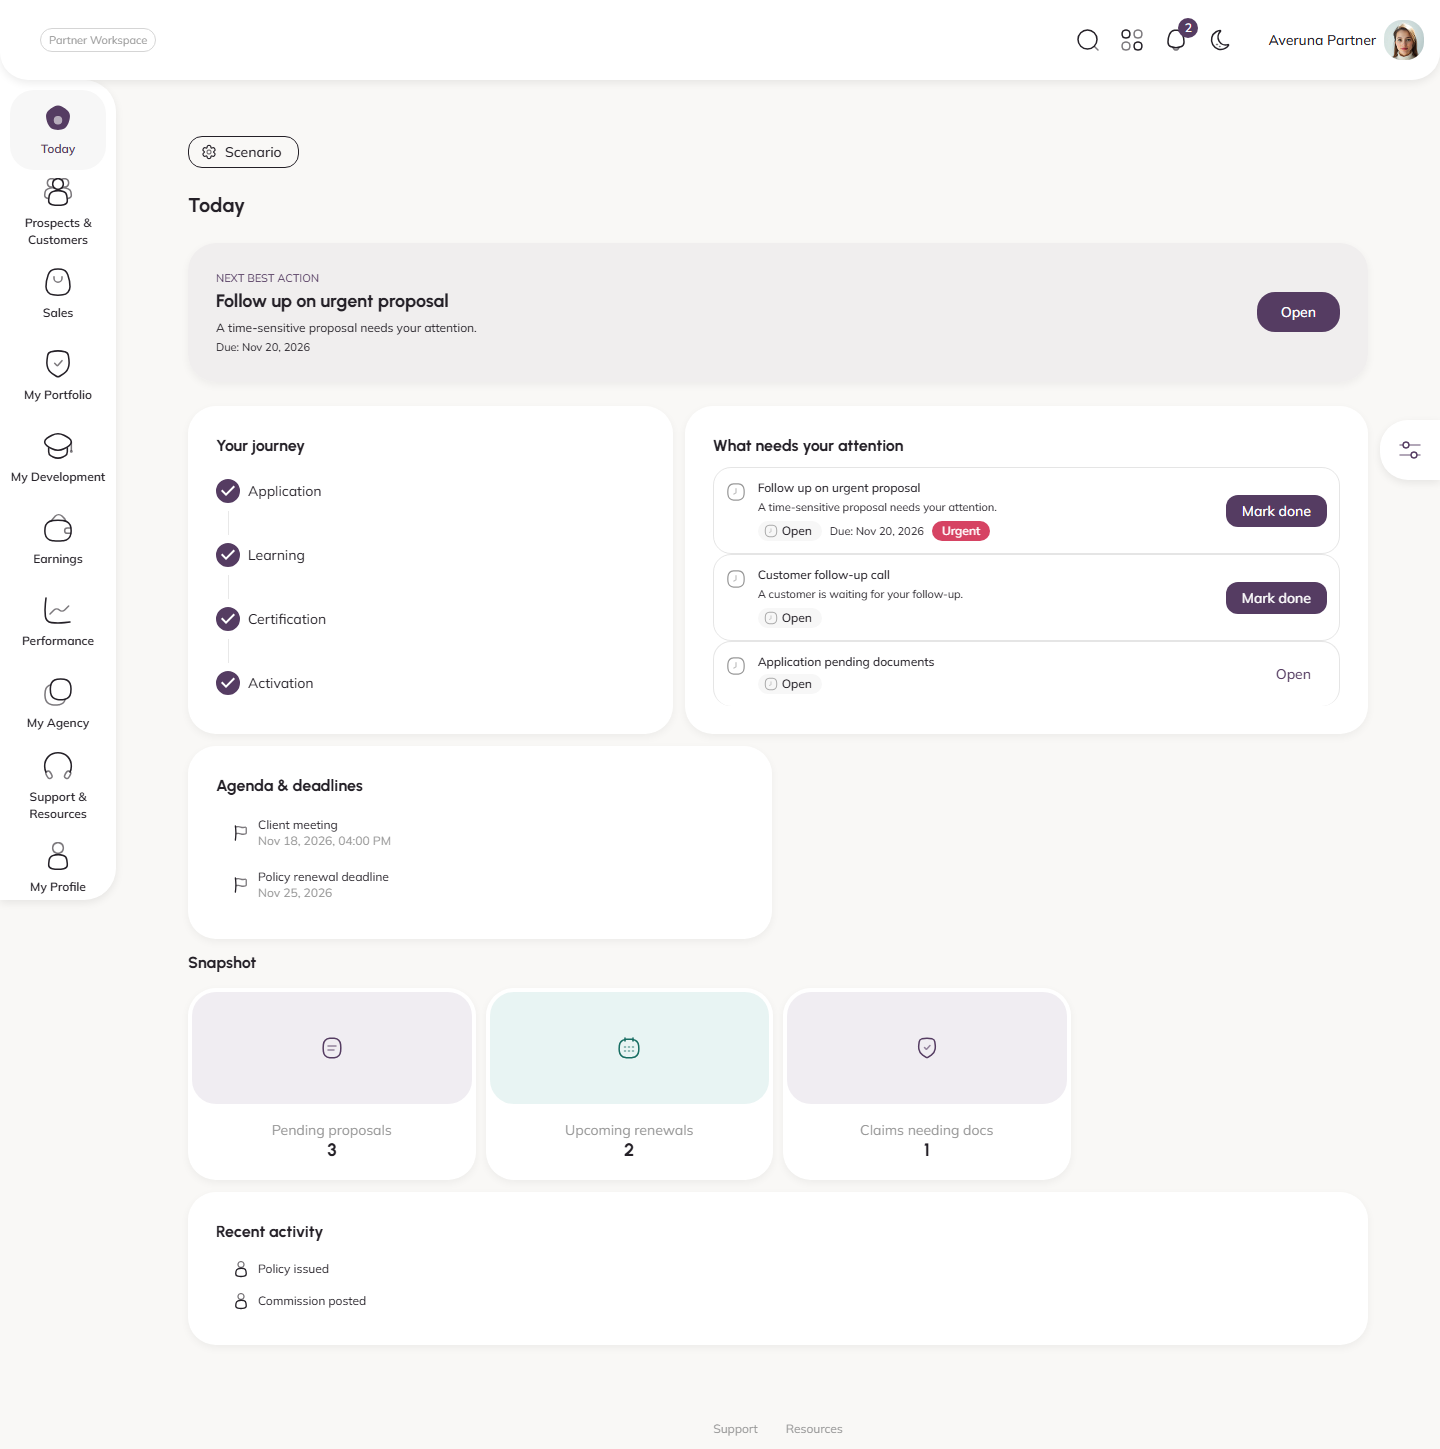 Partner Workspace
2
Averuna Partner
Today
Prospects &
Customers
Sales
My Portfolio
My Development
Earnings
Performance
My Agency
Support &
Resources
My Profile
Scenario
Today
NEXT BEST ACTION
Follow up on urgent proposal
A time-sensitive proposal needs your attention.
Due: Nov 20, 2026
Open
Your journey
Application
Learning
Certification
Activation
What needs your attention
Follow up on urgent proposal
A time-sensitive proposal needs your attention.
Open Due: Nov 20, 2026 Urgent
Mark done
Customer follow-up call
A customer is waiting for your follow-up.
Open
Mark done
Application pending documents
Open
Open
Agenda & deadlines
Client meeting
Nov 18, 2026, 04:00 PM
Policy renewal deadline
Nov 25, 2026
Snapshot
Pending proposals
3
Upcoming renewals
2
Claims needing docs
1
Recent activity
Policy issued
Commission posted
Support Resources